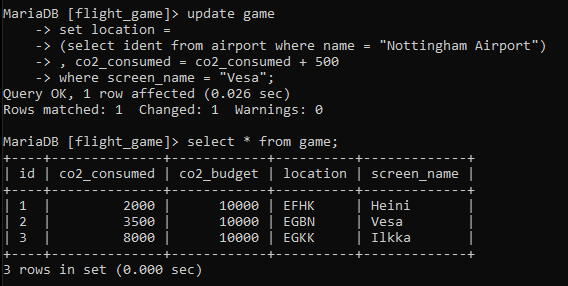 MariaDB [flight_game]> update game
    -> set location =
    -> (select ident from airport where name = "Nottingham Airport")
    -> , co2_consumed = co2_consumed + 500
    -> where screen_name = "Vesa";
Query OK, 1 row affected (0.026 sec)
Rows matched: 1  Changed: 1  Warnings: 0

MariaDB [flight_game]> select * from game;
+----+--------------+------------+----------+-------------+
| id | co2_consumed | co2_budget | location | screen_name |
+----+--------------+------------+----------+-------------+
| 1  |         2000 |      10000 | EFHK     | Heini       |
| 2  |         3500 |      10000 | EGBN     | Vesa        |
| 3  |         8000 |      10000 | EGKK     | Ilkka       |
+----+--------------+------------+----------+-------------+
3 rows in set (0.000 sec)